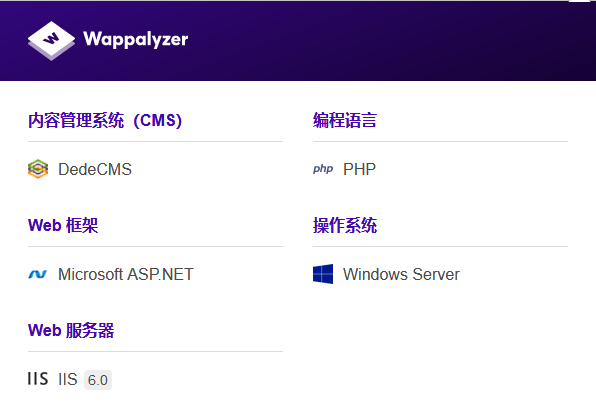 Wappalyzer
内容管理系统（CMS）
DedeCMS
编程语言
php PHP
Web 框架
Microsoft ASP.NET
操作系统
Windows Server
Web 服务器
IIS IIS 6.0